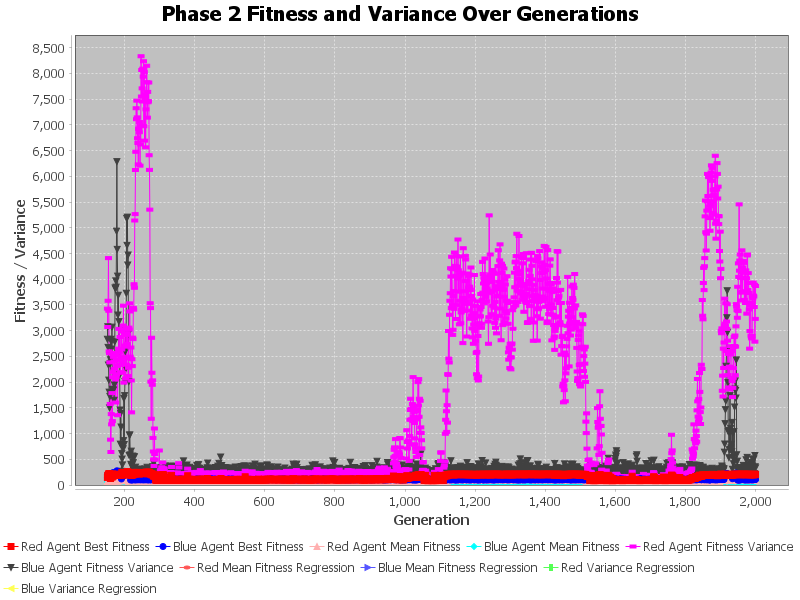 Phase 2 Fitness and Variance Over Generations
8,500
8,000
7,500
7,000
6,500
6,000
5,500
5,000
4,500
4,000
3,500
3,000
2,500
2,000
1,500
1,000
500
0
Fitness / Variance
200 400 600 800 1,000 1,200 1,400 1,600 1,800 2,000
Generation
Red Agent Best Fitness Blue Agent Best Fitness Red Agent Mean Fitness Blue Agent Mean Fitness Red Agent Fitness Variance
Blue Agent Fitness Variance Red Mean Fitness Regression Blue Mean Fitness Regression Red Variance Regression
Blue Variance Regression